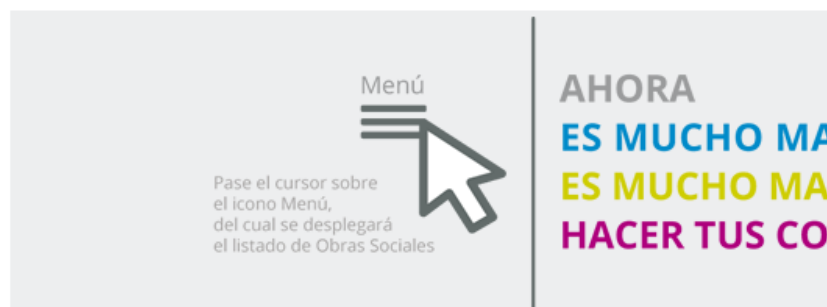 Menú
Pase el cursor sobre
el icono Menú,
del cual se desplegará
el listado de Obras Sociales
AHORA
ES MUCHO MA
ES MUCHO MA
HACER TUS CO